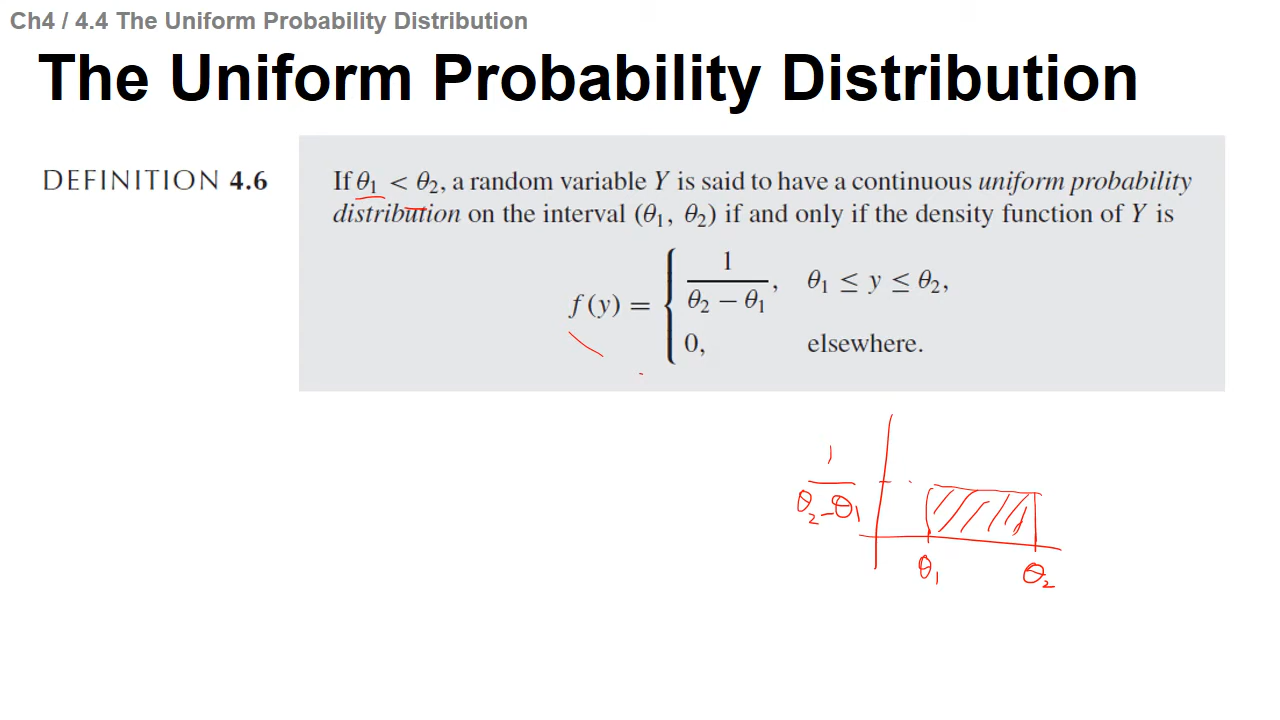 Ch4 / 4.4 The Uniform Probability Distribution
The Uniform Probability Distribution
DEFINITION 4.6
If θ₁ < θ₂, a random variable Y is said to have a continuous uniform probability
distribution on the interval (θ₁, θ₂) if and only if the density function of Y is
f(y) = { 1/(θ₂ − θ₁), θ₁ ≤ y ≤ θ₂,
0, elsewhere.
1/(θ₂−θ₁)
θ₁ θ₂